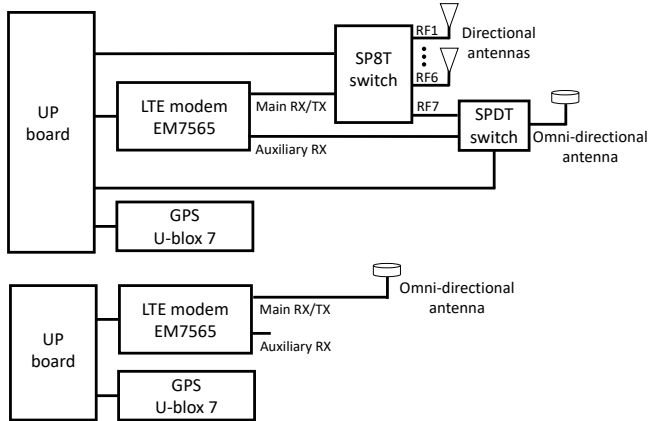 RF1
Directional
antennas
SP8T
switch
RF6
UP
board
LTE modem
EM7565
Main RX/TX
RF7
SPDT
switch
Auxiliary RX
Omni-directional
antenna
GPS
U-blox 7
Omni-directional
antenna
LTE modem
EM7565
Main RX/TX
Auxiliary RX
UP
board
GPS
U-blox 7